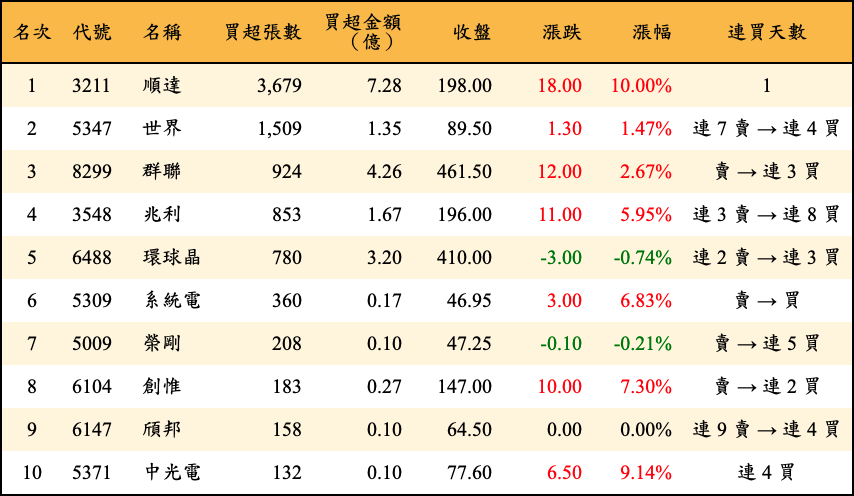 名次 代號 名稱 買超張數 買超金額（億） 收盤 漲跌 漲幅 連買天數
1 3211 順達 3,679 7.28 198.00 18.00 10.00% 1
2 5347 世界 1,509 1.35 89.50 1.30 1.47% 連 7 賣 → 連 4 買
3 8299 群聯 924 4.26 461.50 12.00 2.67% 賣 → 連 3 買
4 3548 兆利 853 1.67 196.00 11.00 5.95% 連 3 賣 → 連 8 買
5 6488 環球晶 780 3.20 410.00 -3.00 -0.74% 連 2 賣 → 連 3 買
6 5309 系統電 360 0.17 46.95 3.00 6.83% 賣 → 買
7 5009 榮剛 208 0.10 47.25 -0.10 -0.21% 賣 → 連 5 買
8 6104 創惟 183 0.27 147.00 10.00 7.30% 賣 → 連 2 買
9 6147 頎邦 158 0.10 64.50 0.00 0.00% 連 9 賣 → 連 4 買
10 5371 中光電 132 0.10 77.60 6.50 9.14% 連 4 買